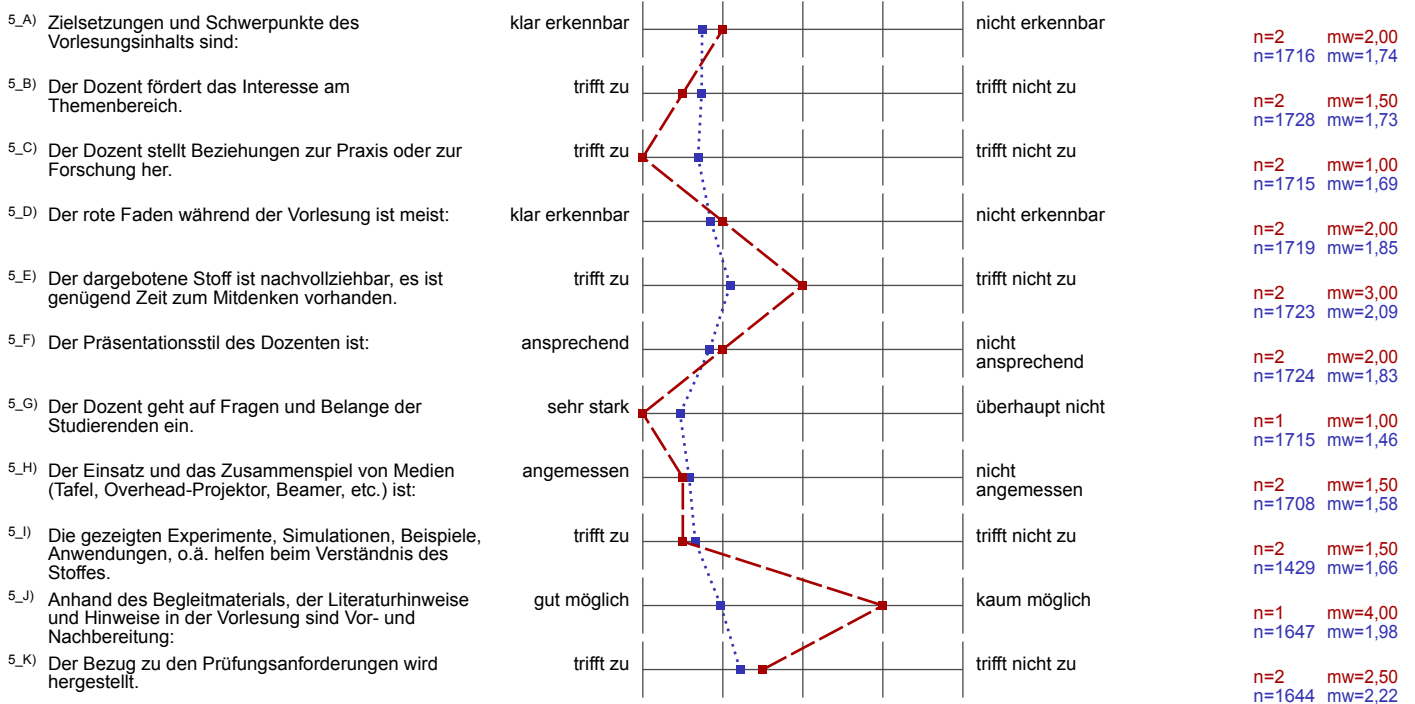 5_A) Zielsetzungen und Schwerpunkte des klar erkennbar nicht erkennbar
Vorlesungsinhalts sind:
n=2 mw=2,00
n=1716 mw=1,74
5_B) Der Dozent fördert das Interesse am trifft zu trifft nicht zu
Themenbereich.
n=2 mw=1,50
n=1728 mw=1,73
5_C) Der Dozent stellt Beziehungen zur Praxis oder zur trifft zu trifft nicht zu
Forschung her.
n=2 mw=1,00
n=1715 mw=1,69
5_D) Der rote Faden während der Vorlesung ist meist: klar erkennbar nicht erkennbar
n=2 mw=2,00
n=1719 mw=1,85
5_E) Der dargebotene Stoff ist nachvollziehbar, es ist trifft zu trifft nicht zu
genügend Zeit zum Mitdenken vorhanden.
n=2 mw=3,00
n=1723 mw=2,09
5_F) Der Präsentationsstil des Dozenten ist: ansprechend nicht
ansprechend
n=2 mw=2,00
n=1724 mw=1,83
5_G) Der Dozent geht auf Fragen und Belange der sehr stark überhaupt nicht
Studierenden ein.
n=1 mw=1,00
n=1715 mw=1,46
5_H) Der Einsatz und das Zusammenspiel von Medien angemessen nicht
(Tafel, Overhead-Projektor, Beamer, etc.) ist: angemessen
n=2 mw=1,50
n=1708 mw=1,58
5_I) Die gezeigten Experimente, Simulationen, Beispiele, trifft zu trifft nicht zu
Anwendungen, o.ä. helfen beim Verständnis des
Stoffes.
n=2 mw=1,50
n=1429 mw=1,66
5_J) Anhand des Begleitmaterials, der Literaturhinweise gut möglich kaum möglich
und Hinweise in der Vorlesung sind Vor- und
Nachbereitung:
n=1 mw=4,00
n=1647 mw=1,98
5_K) Der Bezug zu den Prüfungsanforderungen wird trifft zu trifft nicht zu
hergestellt.
n=2 mw=2,50
n=1644 mw=2,22